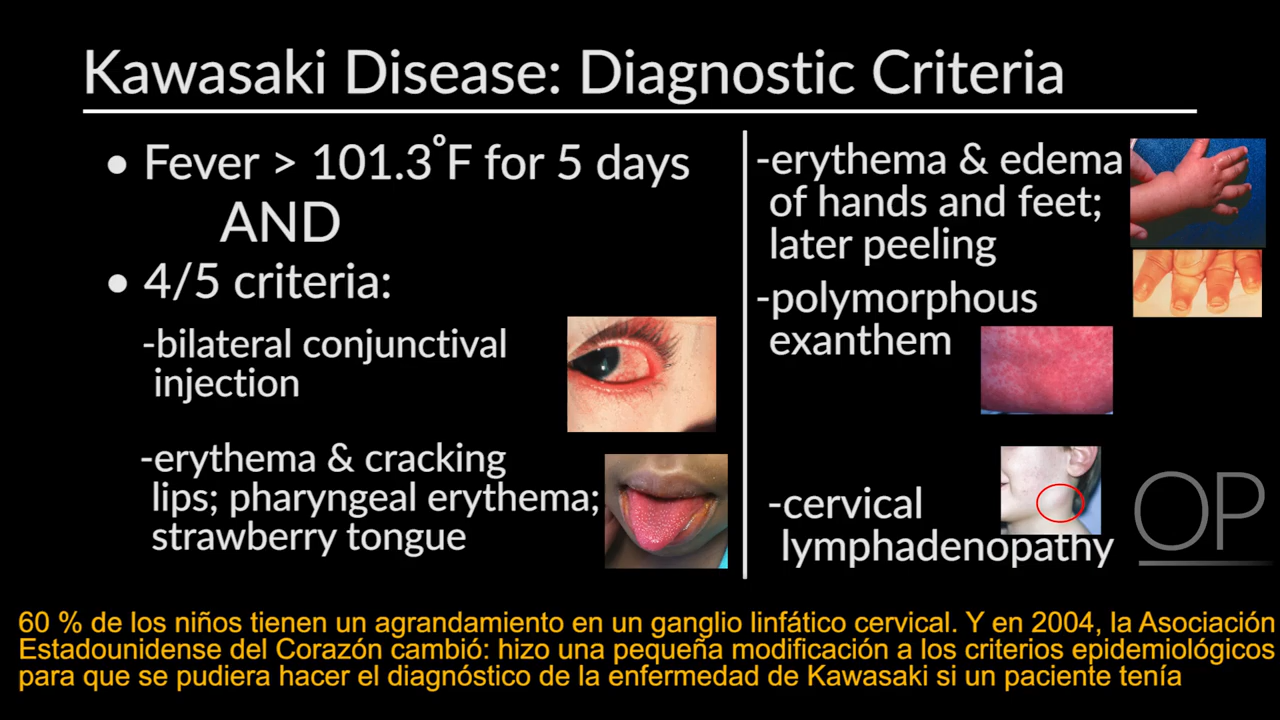 Kawasaki Disease: Diagnostic Criteria
• Fever > 101.3°F for 5 days
AND
• 4/5 criteria:
-bilateral conjunctival
injection
-erythema & cracking
lips; pharyngeal erythema;
strawberry tongue
-erythema & edema
of hands and feet;
later peeling
-polymorphous
exanthem
-cervical
lymphadenopathy
OP
60 % de los niños tienen un agrandamiento en un ganglio linfático cervical. Y en 2004, la Asociación
Estadounidense del Corazón cambió: hizo una pequeña modificación a los criterios epidemiológicos
para que se pudiera hacer el diagnóstico de la enfermedad de Kawasaki si un paciente tenía